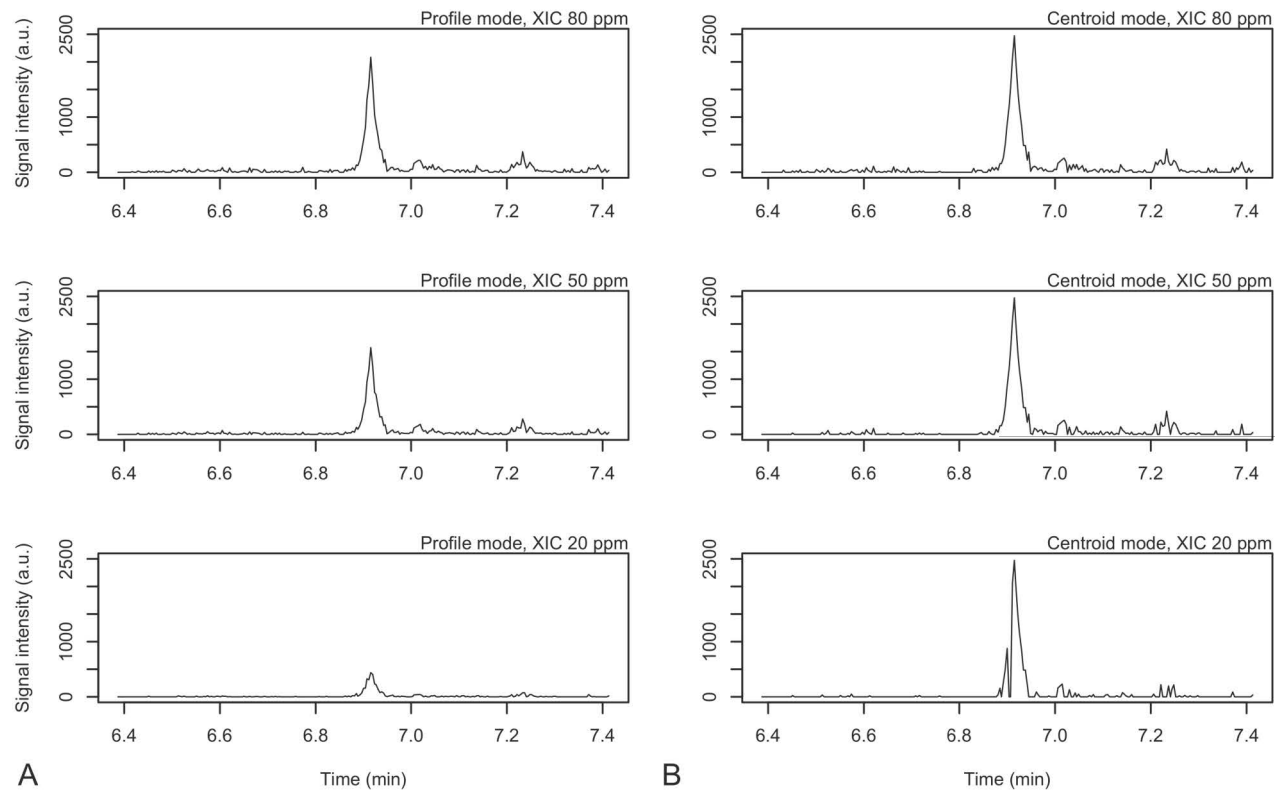 Profile mode, XIC 80 ppm
Signal intensity (a.u.)
2500
1000
0
6.4 6.6 6.8 7.0 7.2 7.4
Centroid mode, XIC 80 ppm
2500
1000
0
6.4 6.6 6.8 7.0 7.2 7.4
Profile mode, XIC 50 ppm
Signal intensity (a.u.)
2500
1000
0
6.4 6.6 6.8 7.0 7.2 7.4
Centroid mode, XIC 50 ppm
2500
1000
0
6.4 6.6 6.8 7.0 7.2 7.4
Profile mode, XIC 20 ppm
Signal intensity (a.u.)
2500
1000
0
6.4 6.6 6.8 7.0 7.2 7.4
Centroid mode, XIC 20 ppm
2500
1000
0
6.4 6.6 6.8 7.0 7.2 7.4
A
Time (min)
B
Time (min)